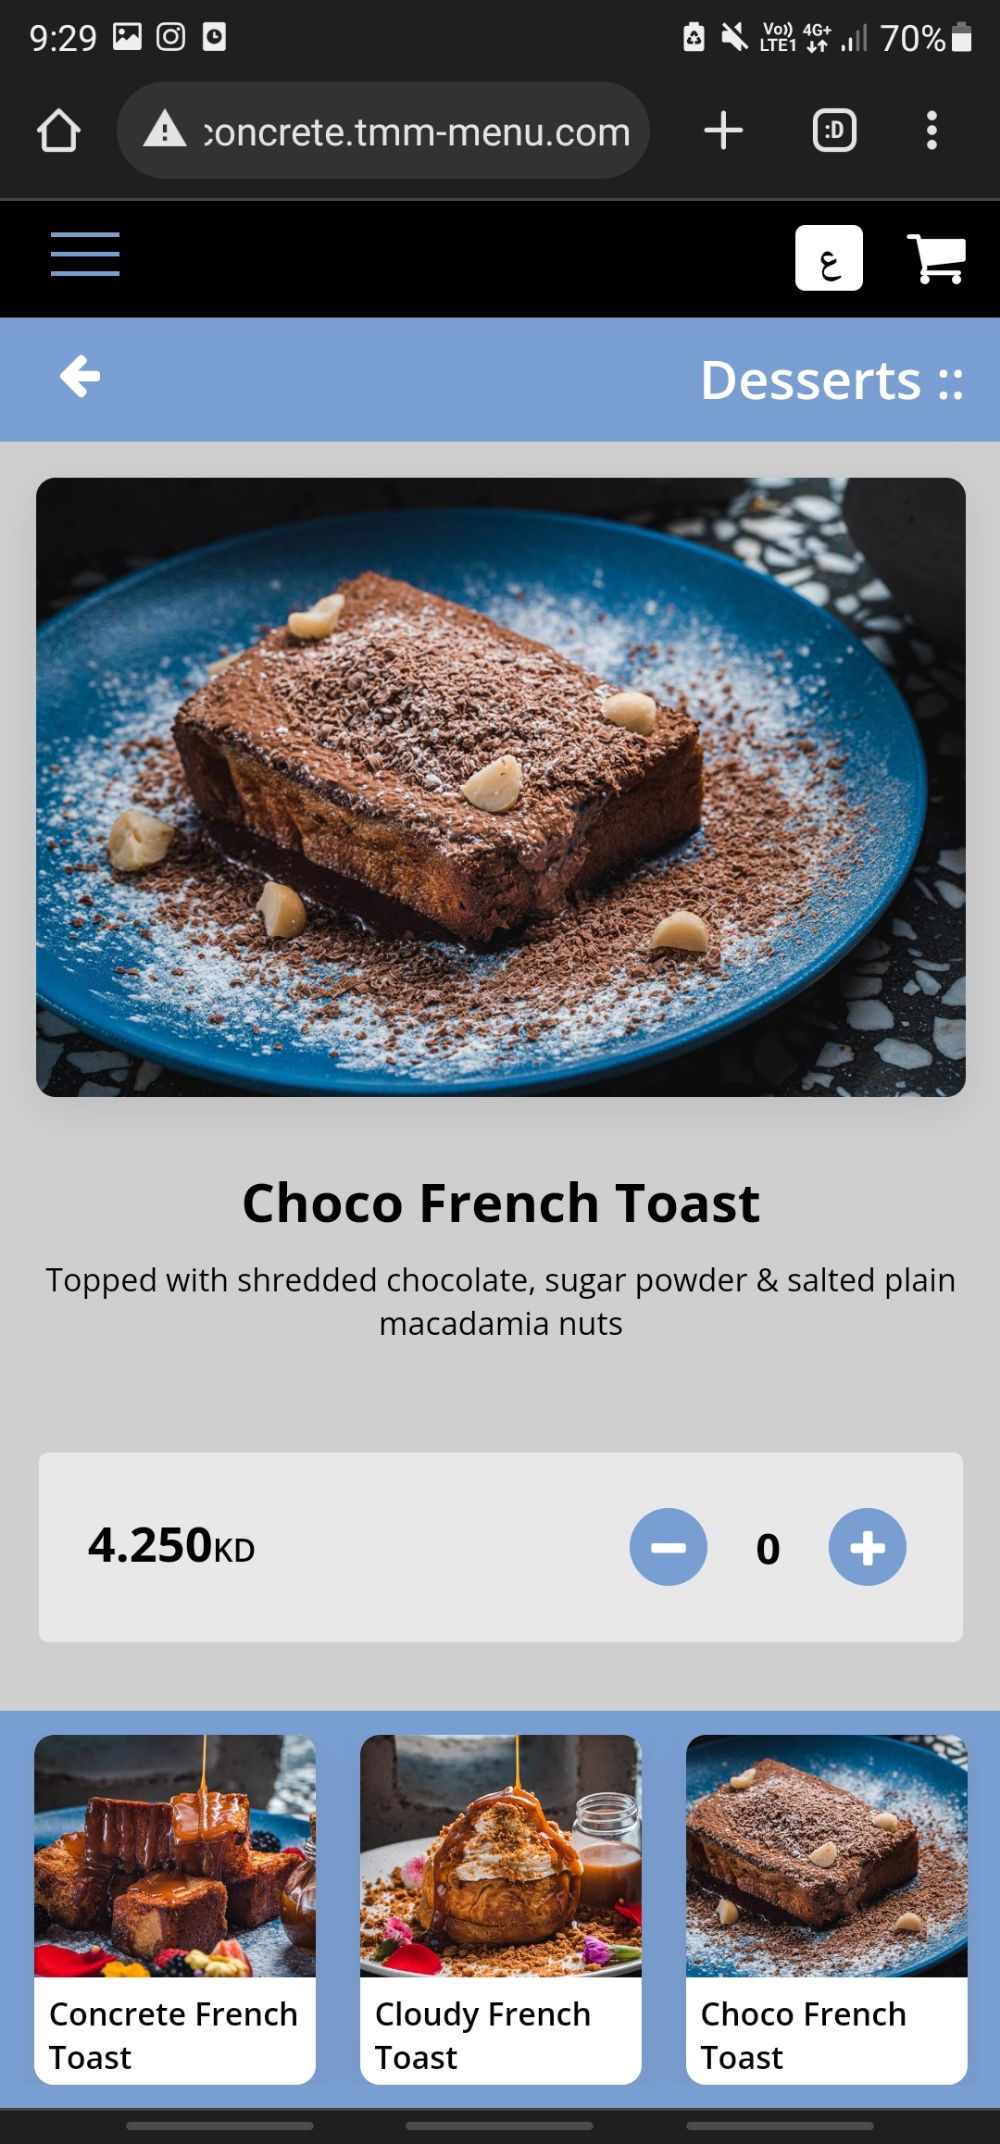 9:29
Vo)) 4G+
LTE1
70%
concrete.tmm-menu.com
:D
ع
Desserts ::
Choco French Toast
Topped with shredded chocolate, sugar powder & salted plain
macadamia nuts
4.250KD
0
Concrete French
Toast
Cloudy French
Toast
Choco French
Toast